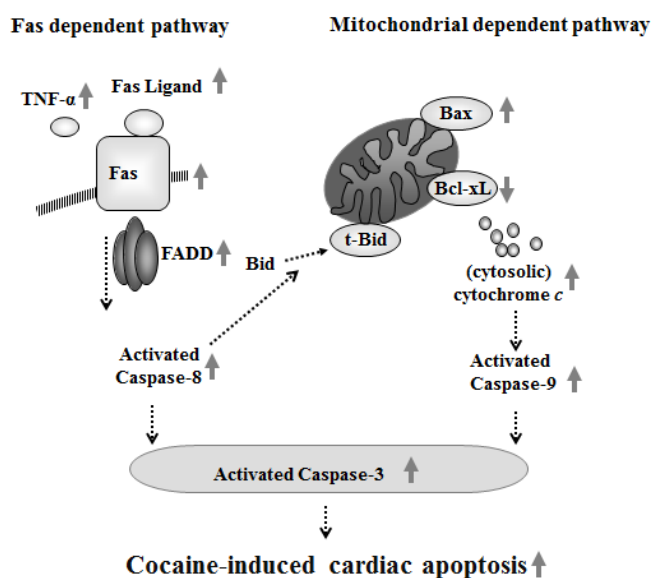 Fas dependent pathway
Mitochondrial dependent pathway
TNF-α
Fas Ligand
Fas
FADD
Bid
Activated
Caspase-8
Bax
Bcl-xL
t-Bid
(cytosolic)
cytochrome c
Activated
Caspase-9
Activated Caspase-3
Cocaine-induced cardiac apoptosis